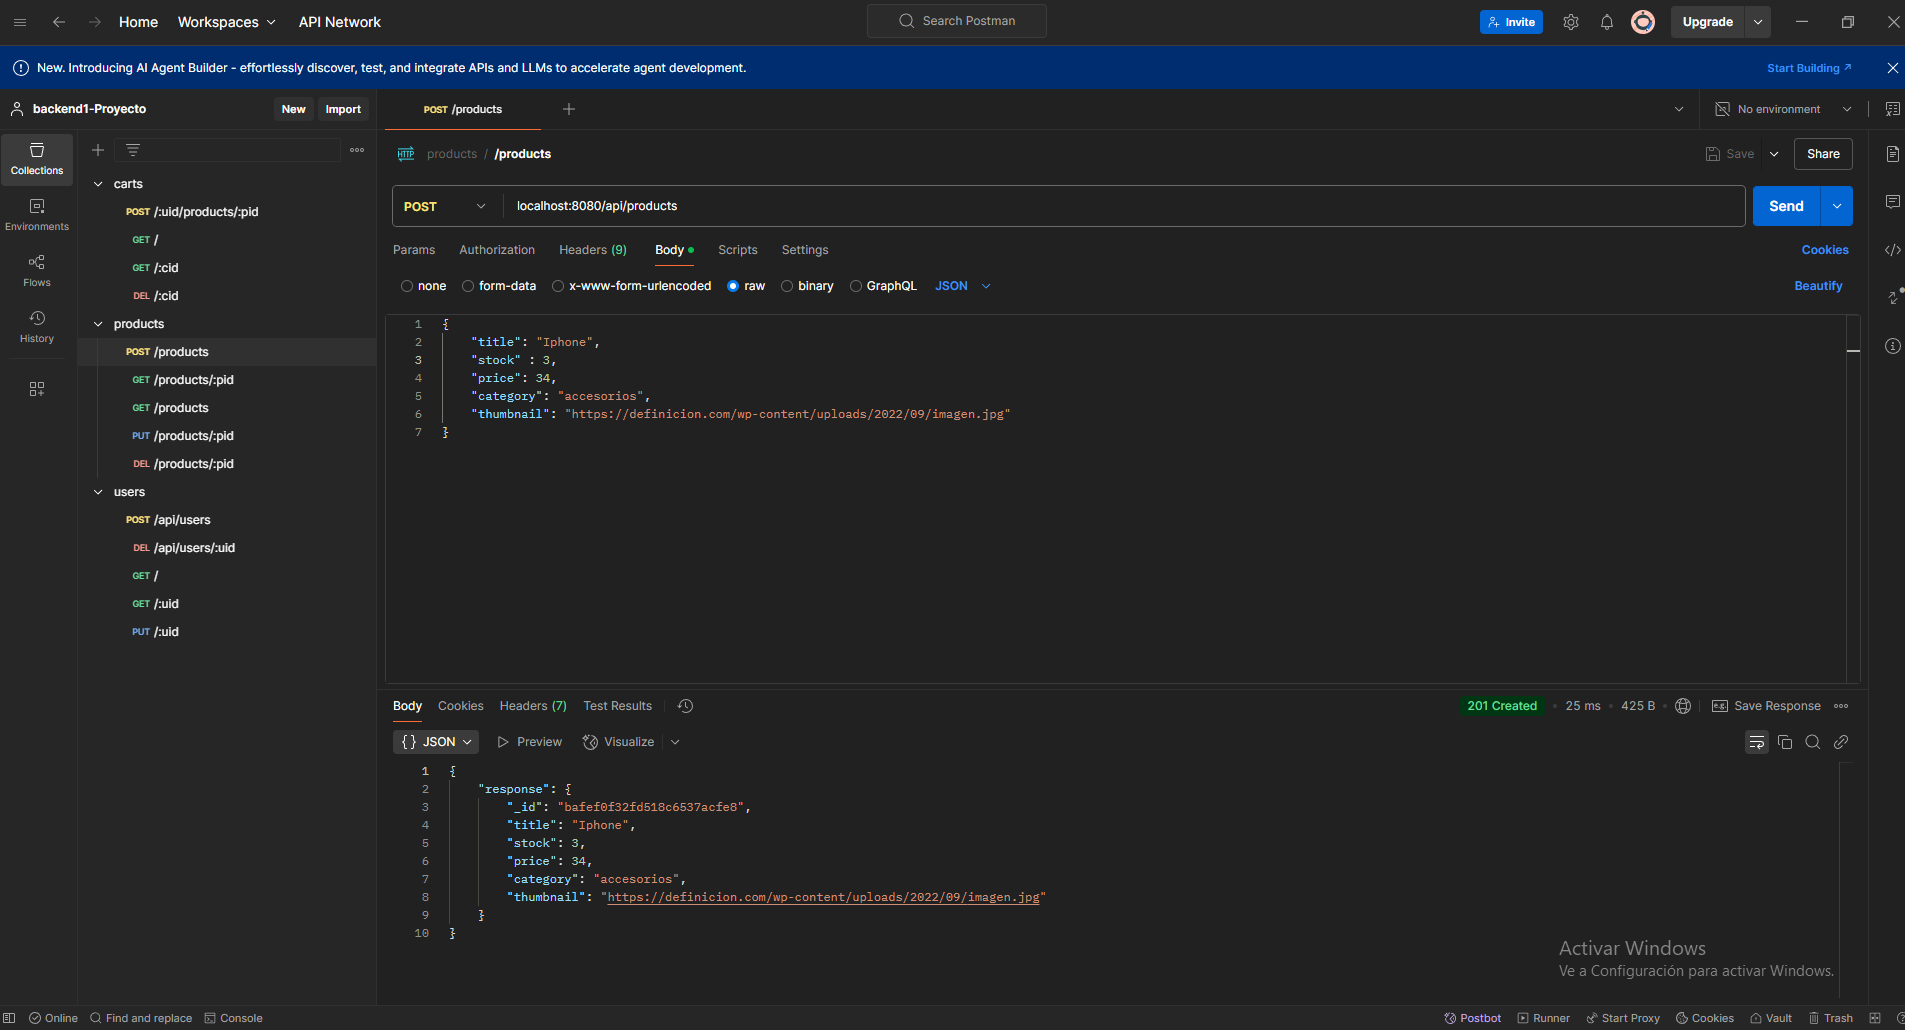 Home Workspaces API Network Search Postman Invite Upgrade
New. Introducing AI Agent Builder - effortlessly discover, test, and integrate APIs and LLMs to accelerate agent development. Start Building ↗
backend1-Proyecto New Import POST /products No environment
Collections
Environments
Flows
History
carts
POST /:uid/products/:pid
GET /
GET /:cid
DEL /:cid
products
POST /products
GET /products/:pid
GET /products
PUT /products/:pid
DEL /products/:pid
users
POST /api/users
DEL /api/users/:uid
GET /
GET /:uid
PUT /:uid
HTTP products / /products Save Share
POST localhost:8080/api/products Send
Params Authorization Headers (9) Body Scripts Settings Cookies
none form-data x-www-form-urlencoded raw binary GraphQL JSON Beautify
1 {
2 "title": "Iphone",
3 "stock" : 3,
4 "price": 34,
5 "category": "accesorios",
6 "thumbnail": "https://definicion.com/wp-content/uploads/2022/09/imagen.jpg"
7 }
Body Cookies Headers (7) Test Results 201 Created 25 ms 425 B e.g. Save Response
{} JSON Preview Visualize
1 {
2 "response": {
3 "_id": "bafef0f32fd518c6537acfe8",
4 "title": "Iphone",
5 "stock": 3,
6 "price": 34,
7 "category": "accesorios",
8 "thumbnail": "https://definicion.com/wp-content/uploads/2022/09/imagen.jpg"
9 }
10 }
Activar Windows
Ve a Configuración para activar Windows.
Online Find and replace Console Postbot Runner Start Proxy Cookies Vault Trash